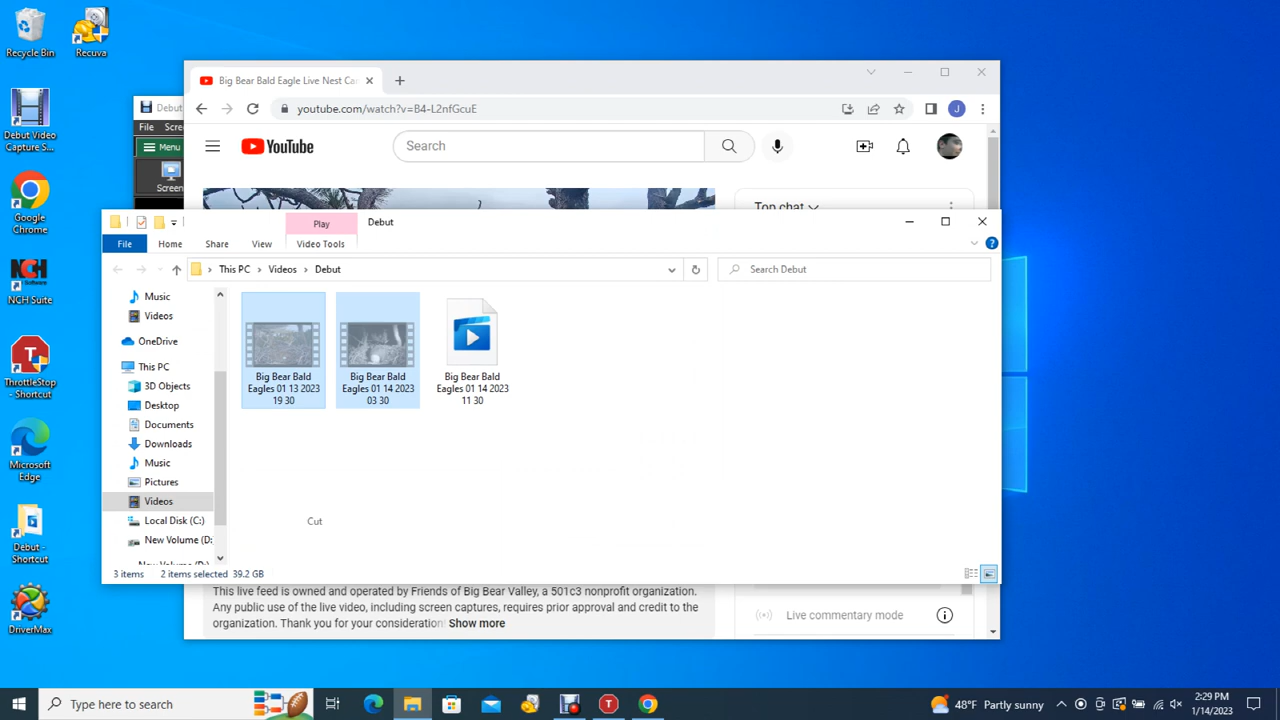 Recycle Bin
Recuva
Debut Video
Capture S...
Google
Chrome
NCH
NCH Suite
ThrottleStop
- Shortcut
Microsoft
Edge
Debut -
Shortcut
DriverMax
Big Bear Bald Eagle Live Nest Ca
youtube.com/watch?v=B4-L2nfGcuE
J
Debut
File Scre
Menu
Screen
YouTube
Search
Top chat
Play
Debut
File Home Share View Video Tools
This PC > Videos > Debut
Search Debut
Music
Videos
OneDrive
This PC
3D Objects
Desktop
Documents
Downloads
Music
Pictures
Videos
Local Disk (C:)
New Volume (D:
Big Bear Bald
Eagles 01 13 2023
19 30
Big Bear Bald
Eagles 01 14 2023
03 30
Big Bear Bald
Eagles 01 14 2023
11 30
Cut
3 items 2 items selected 39.2 GB
This live feed is owned and operated by Friends of Big Bear Valley, a 501c3 nonprofit organization.
Any public use of the live video, including screen captures, requires prior approval and credit to the
organization. Thank you for your consideration! Show more
Live commentary mode
Type here to search
48°F Partly sunny
2:29 PM
1/14/2023